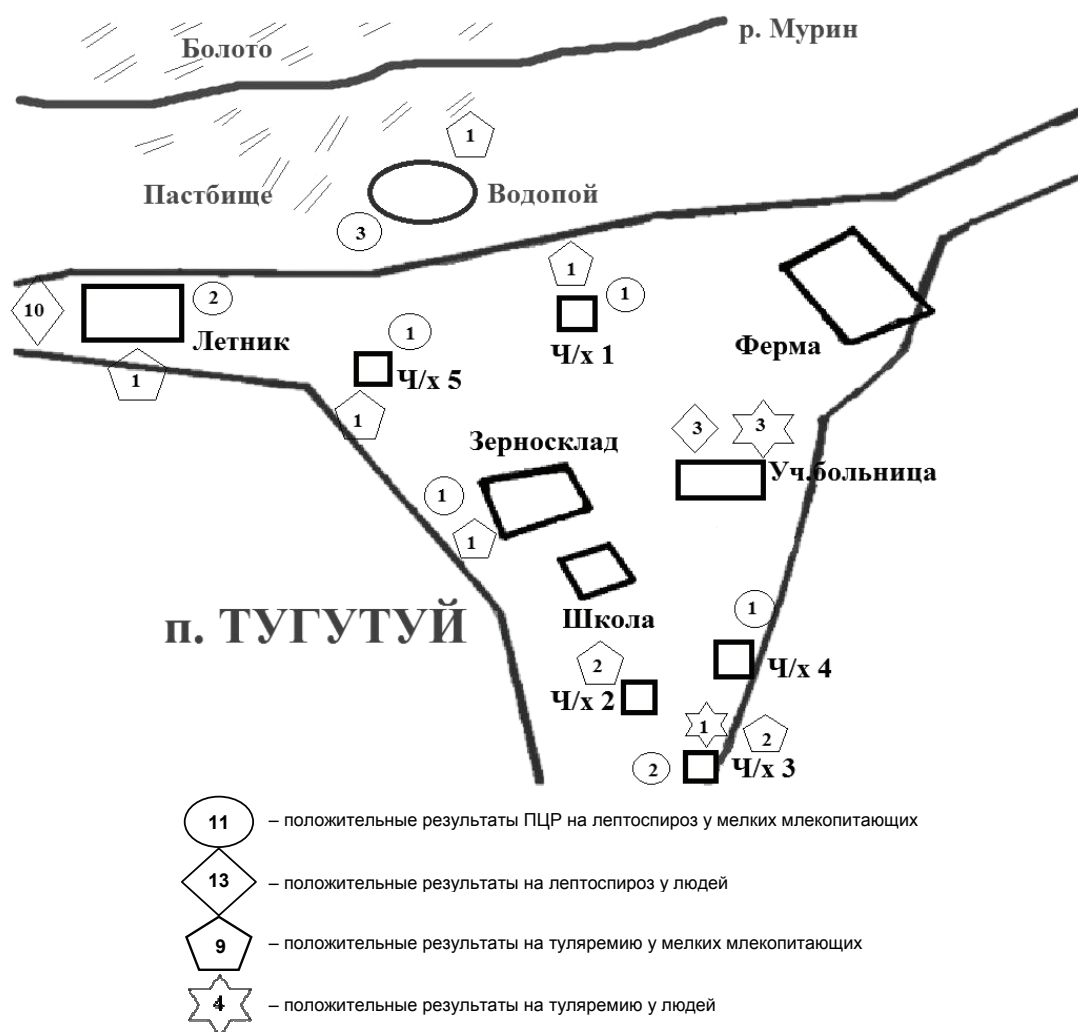 р. Мурин
Болото
1
Пастбище
Водопой
3
1
10
2
1
Летник
1
Ч/х 1
Ферма
1
Ч/х 5
1
3
3
Зерносклад
Уч.больница
1
1
Школа
п. ТУГУТУЙ
1
2
Ч/х 4
Ч/х 2
1
2
2
Ч/х 3
11 – положительные результаты ПЦР на лептоспироз у мелких млекопитающих
13 – положительные результаты на лептоспироз у людей
9 – положительные результаты на туляремию у мелких млекопитающих
4 – положительные результаты на туляремию у людей